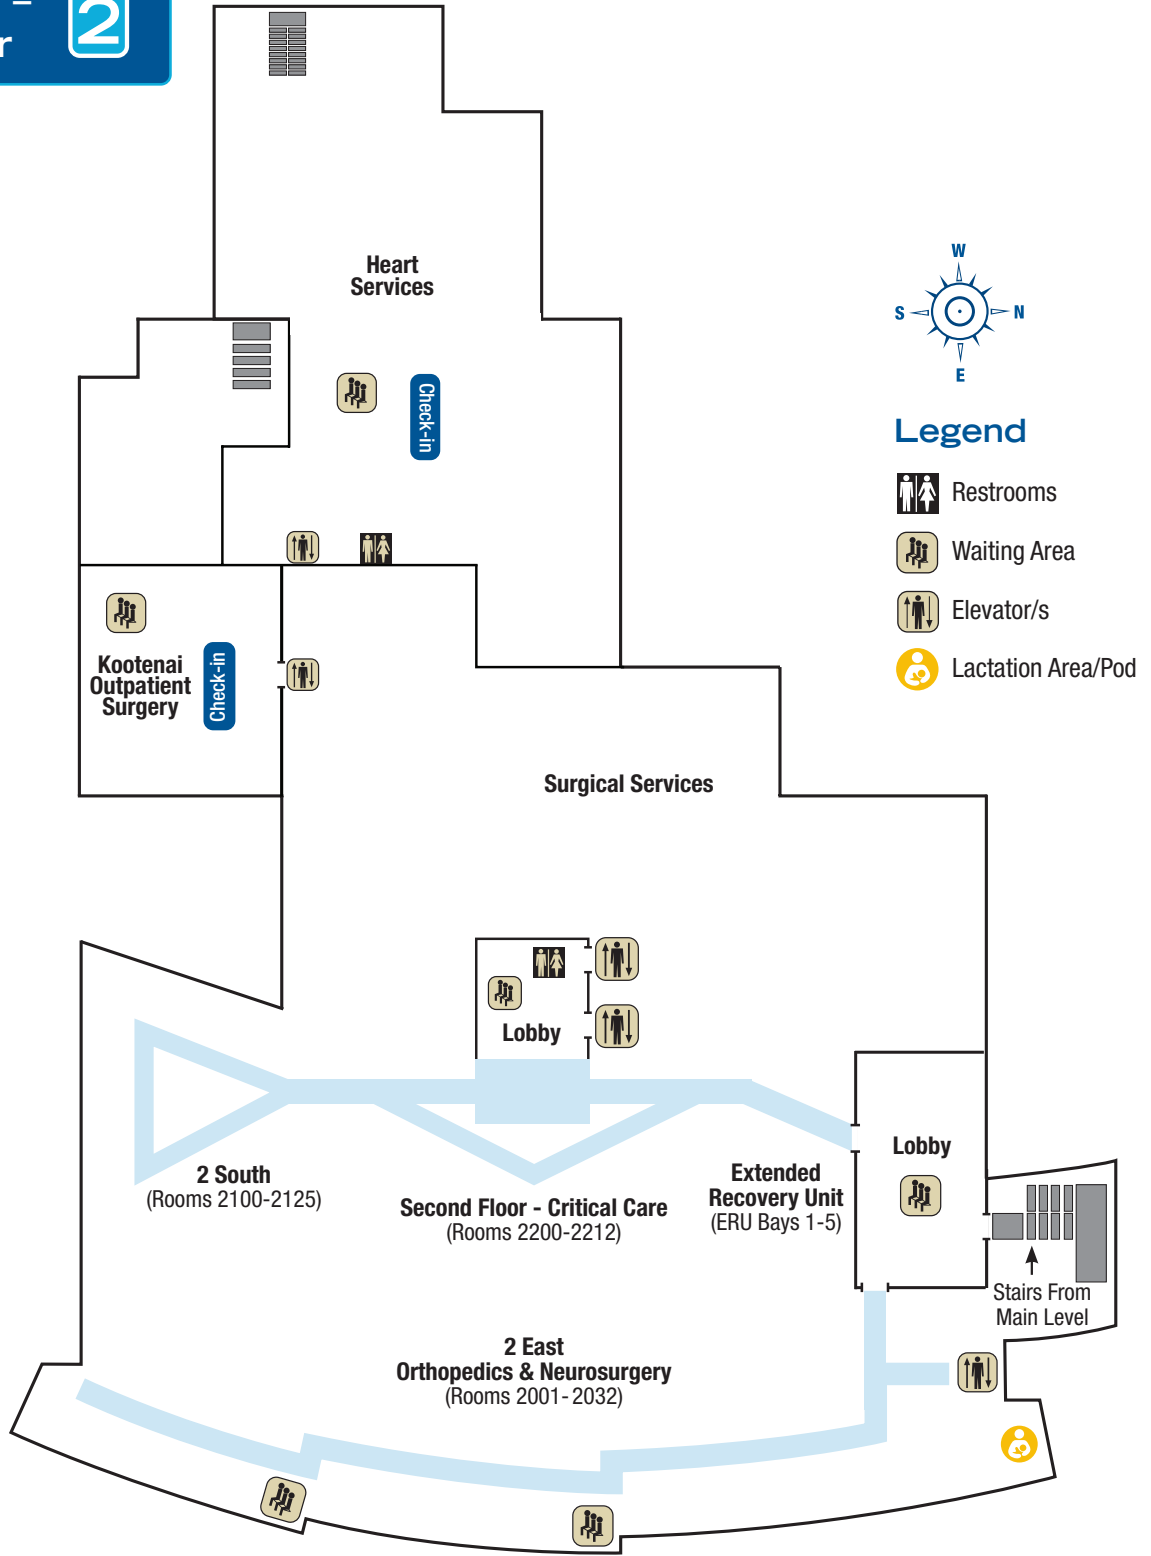 2
Heart
Services
Check-in
W
S
N
E
Legend
Restrooms
Waiting Area
Elevator/s
Lactation Area/Pod
Kootenai
Outpatient
Surgery
Check-in
Surgical Services
Lobby
Lobby
2 South
(Rooms 2100-2125)
Second Floor - Critical Care
(Rooms 2200-2212)
Extended
Recovery Unit
(ERU Bays 1-5)
Stairs From
Main Level
2 East
Orthopedics & Neurosurgery
(Rooms 2001-2032)